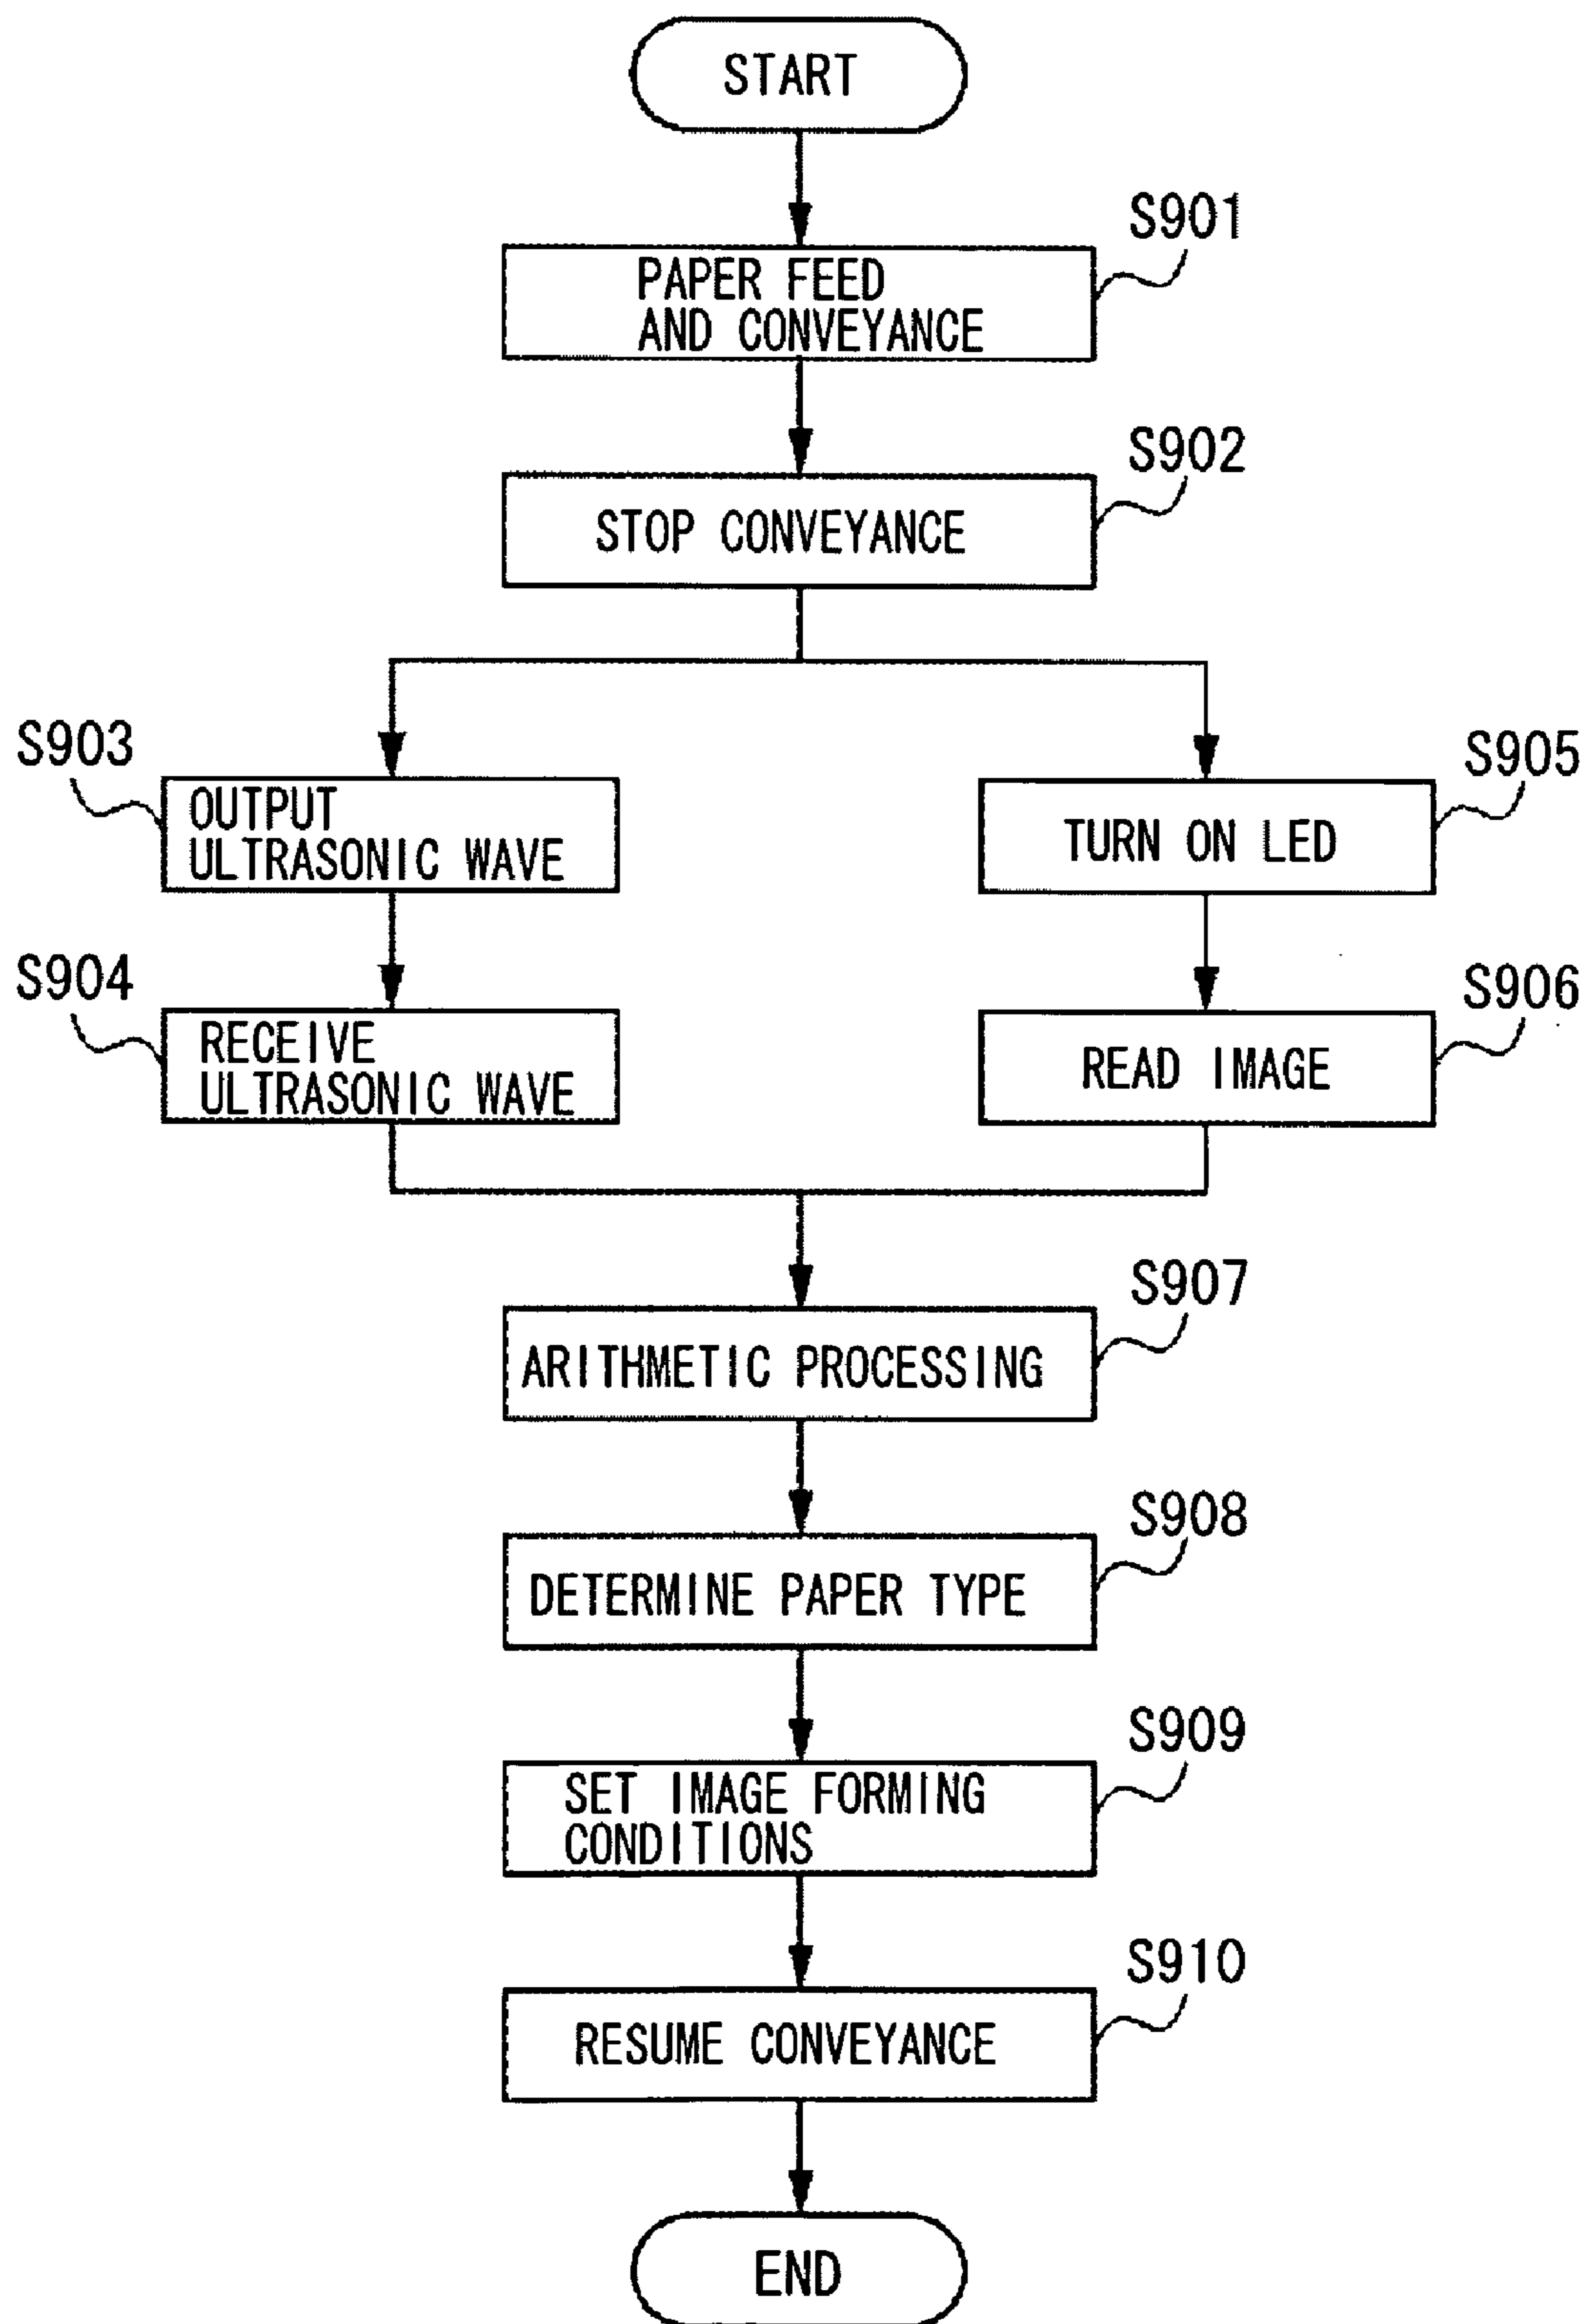 START
S901
PAPER FEED
AND CONVEYANCE
S902
STOP CONVEYANCE
S903
OUTPUT
ULTRASONIC WAVE
S905
TURN ON LED
S904
RECEIVE
ULTRASONIC WAVE
S906
READ IMAGE
S907
ARITHMETIC PROCESSING
S908
DETERMINE PAPER TYPE
S909
SET IMAGE FORMING
CONDITIONS
S910
RESUME CONVEYANCE
END